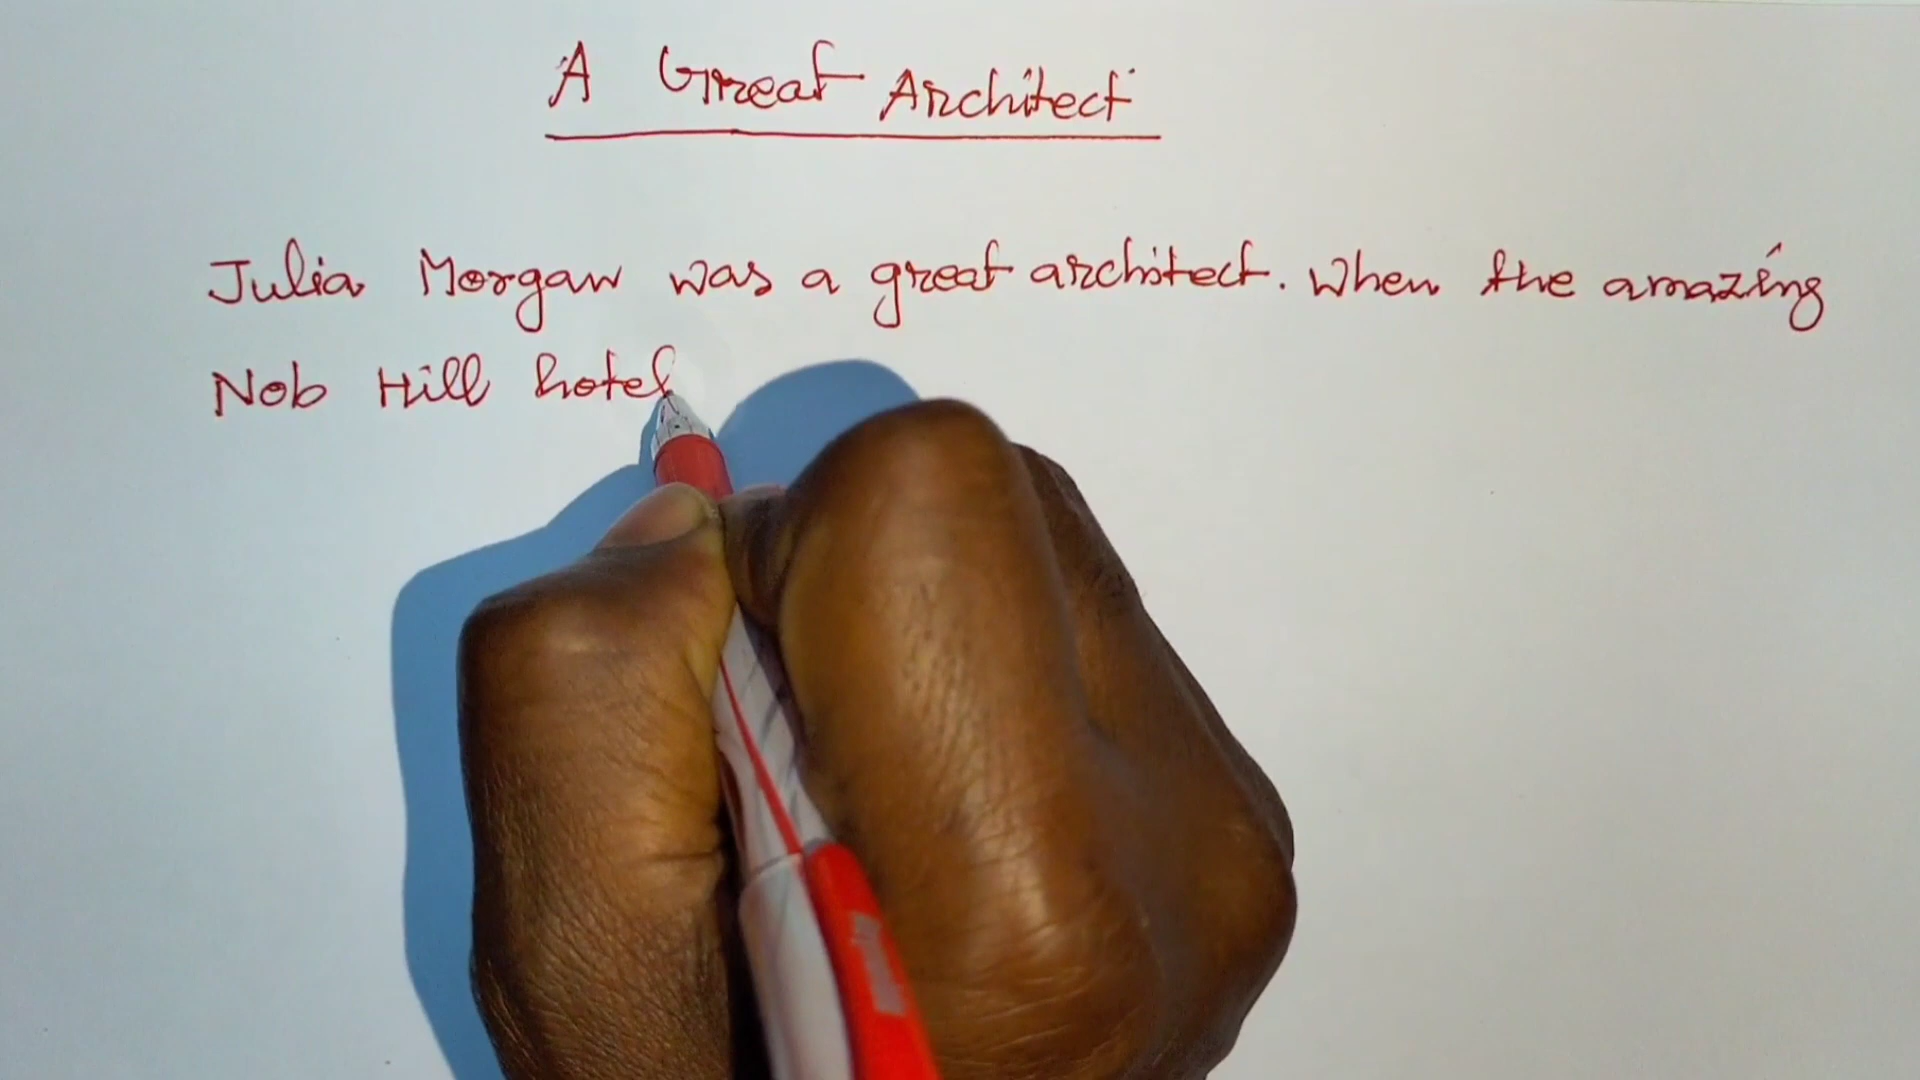 A Great Architect
Julia Morgan was a great architect. When the amazing
Nob Hill hotel